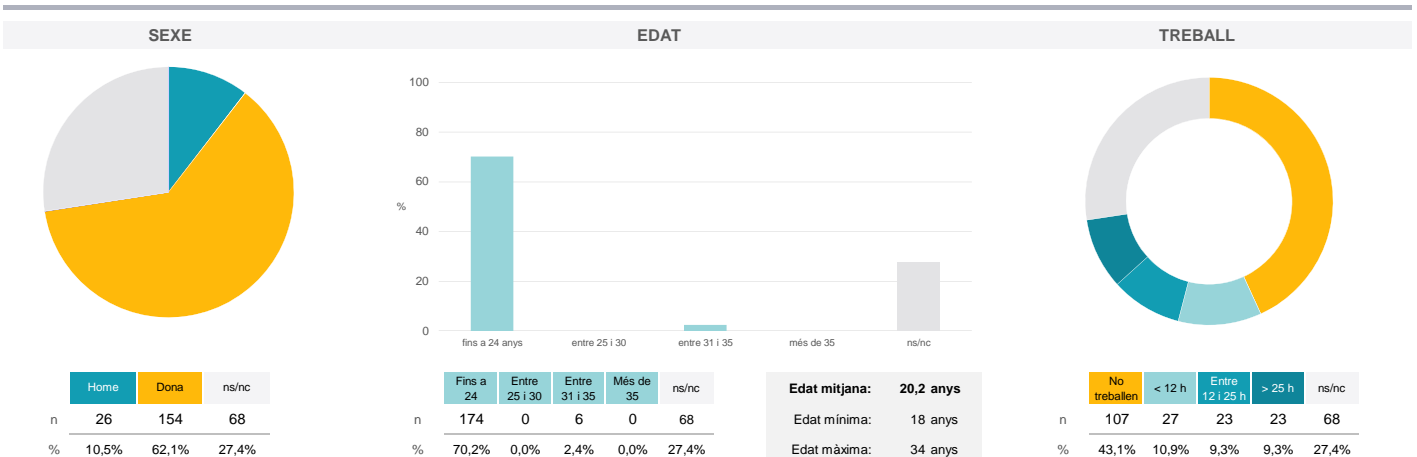 SEXE
EDAT
TREBALL
100
80
60
%
40
20
0
fins a 24 anys entre 25 i 30 entre 31 i 35 més de 35 ns/nc
Home Dona ns/nc
n 26 154 68
% 10,5% 62,1% 27,4%
Fins a 24 Entre 25 i 30 Entre 31 i 35 Més de 35 ns/nc
n 174 0 6 0 68
% 70,2% 0,0% 2,4% 0,0% 27,4%
Edat mitjana: 20,2 anys
Edat mínima: 18 anys
Edat màxima: 34 anys
No treballen < 12 h Entre 12 i 25 h > 25 h ns/nc
n 107 27 23 23 68
% 43,1% 10,9% 9,3% 9,3% 27,4%